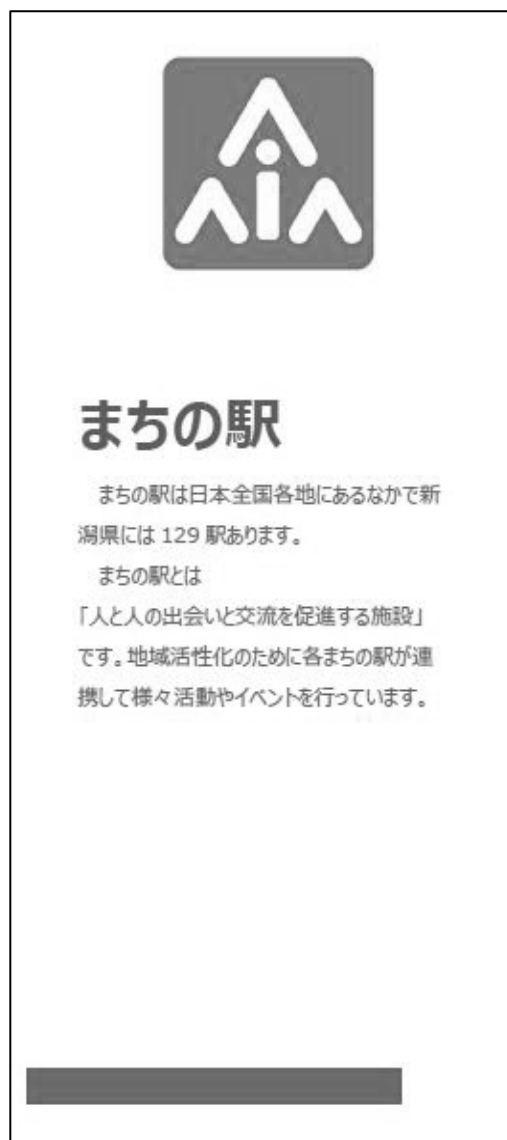 まちの駅
まちの駅は日本全国各地にあるなかで新
潟県には 129 駅あります。
まちの駅とは
「人と人の出会いと交流を促進する施設」
です。地域活性化のために各まちの駅が連
携して様々活動やイベントを行っています。